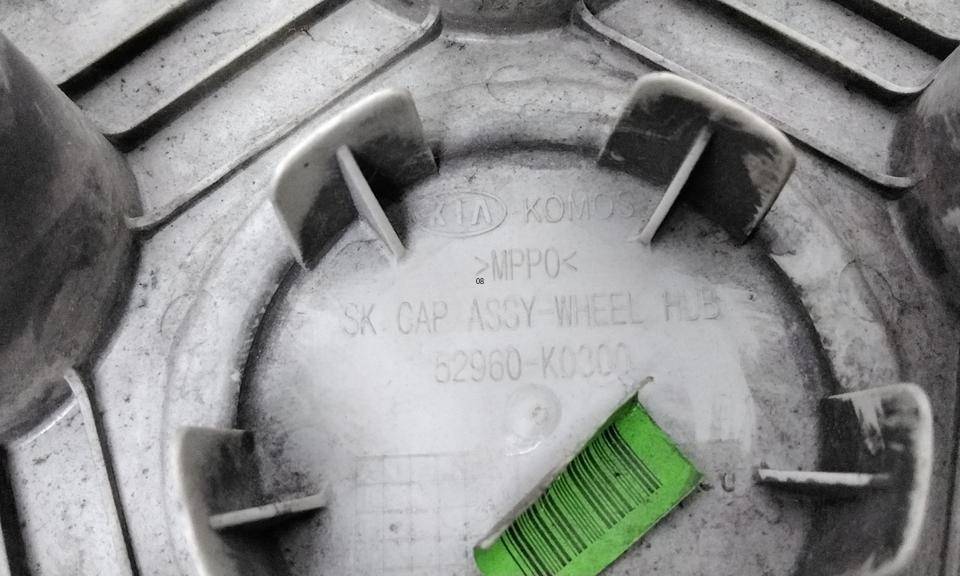 KIA-KOMOS
>MPPO<
08
SK CAP ASSY-WHEEL HUB
52960-K0300